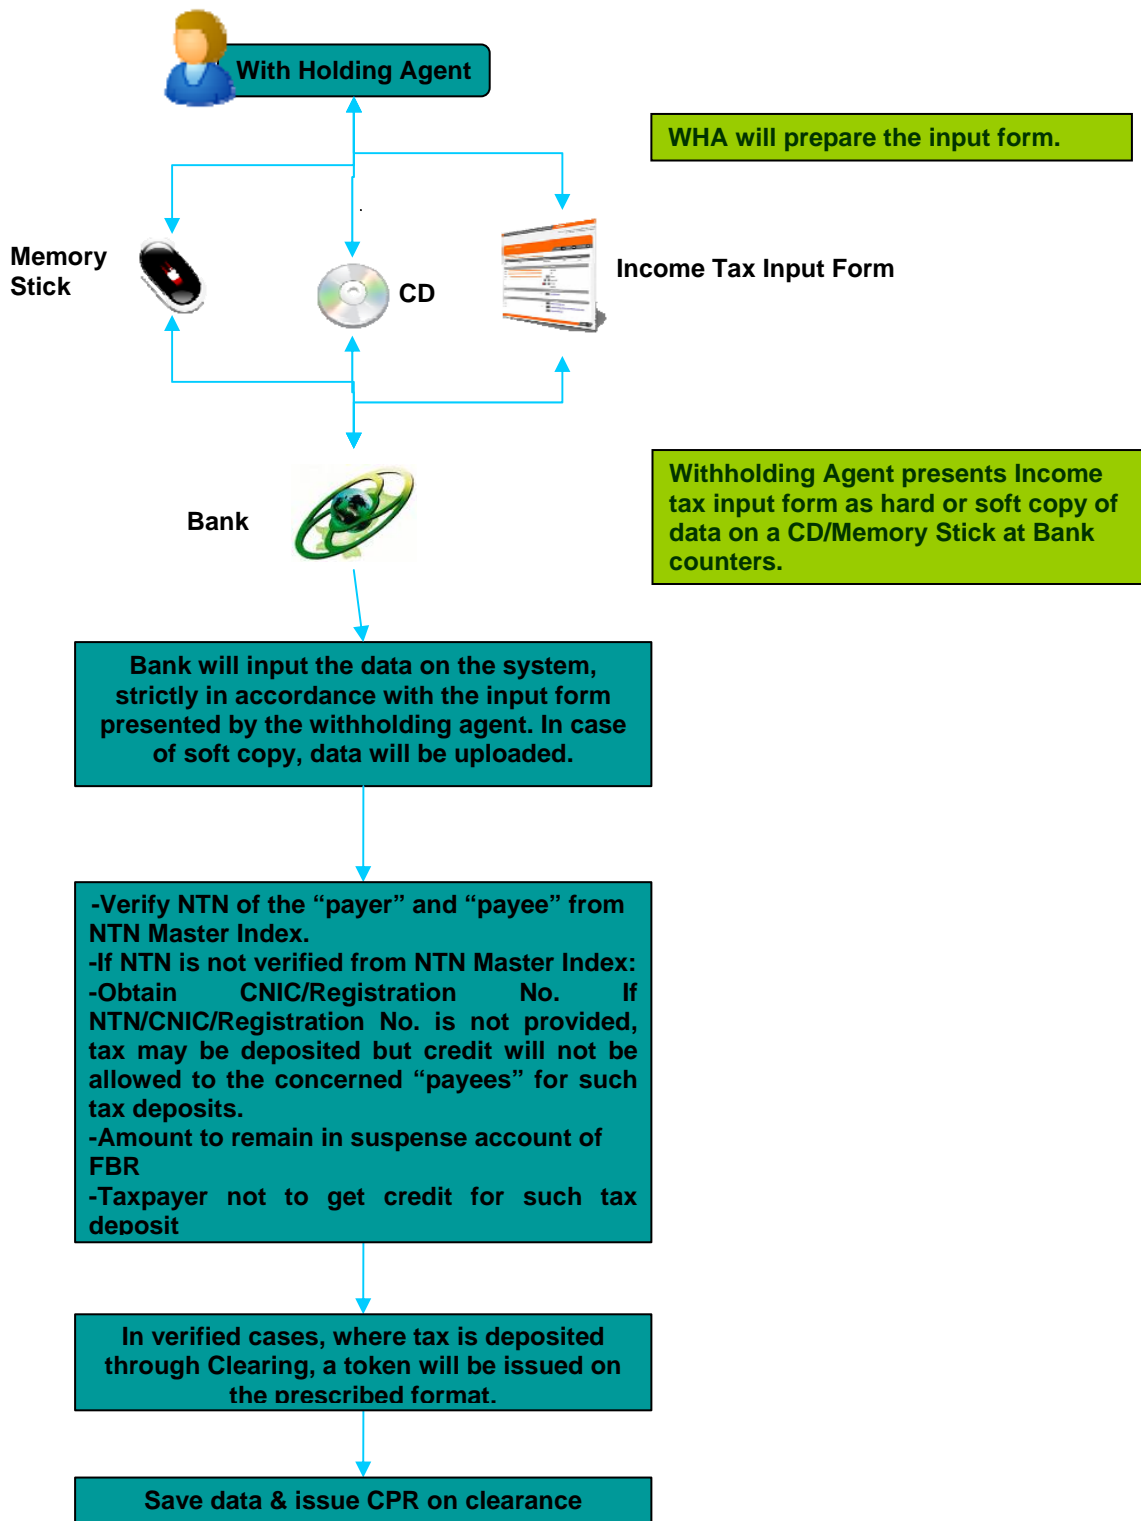 With Holding Agent
WHA will prepare the input form.
Memory
Stick
CD
Income Tax Input Form
Bank
Withholding Agent presents Income
tax input form as hard or soft copy of
data on a CD/Memory Stick at Bank
counters.
Bank will input the data on the system,
strictly in accordance with the input form
presented by the withholding agent. In case
of soft copy, data will be uploaded.
-Verify NTN of the “payer” and “payee” from
NTN Master Index.
-If NTN is not verified from NTN Master Index:
-Obtain CNIC/Registration No. If
NTN/CNIC/Registration No. is not provided,
tax may be deposited but credit will not be
allowed to the concerned “payees” for such
tax deposits.
-Amount to remain in suspense account of
FBR
-Taxpayer not to get credit for such tax
deposit
In verified cases, where tax is deposited
through Clearing, a token will be issued on
the prescribed format.
Save data & issue CPR on clearance